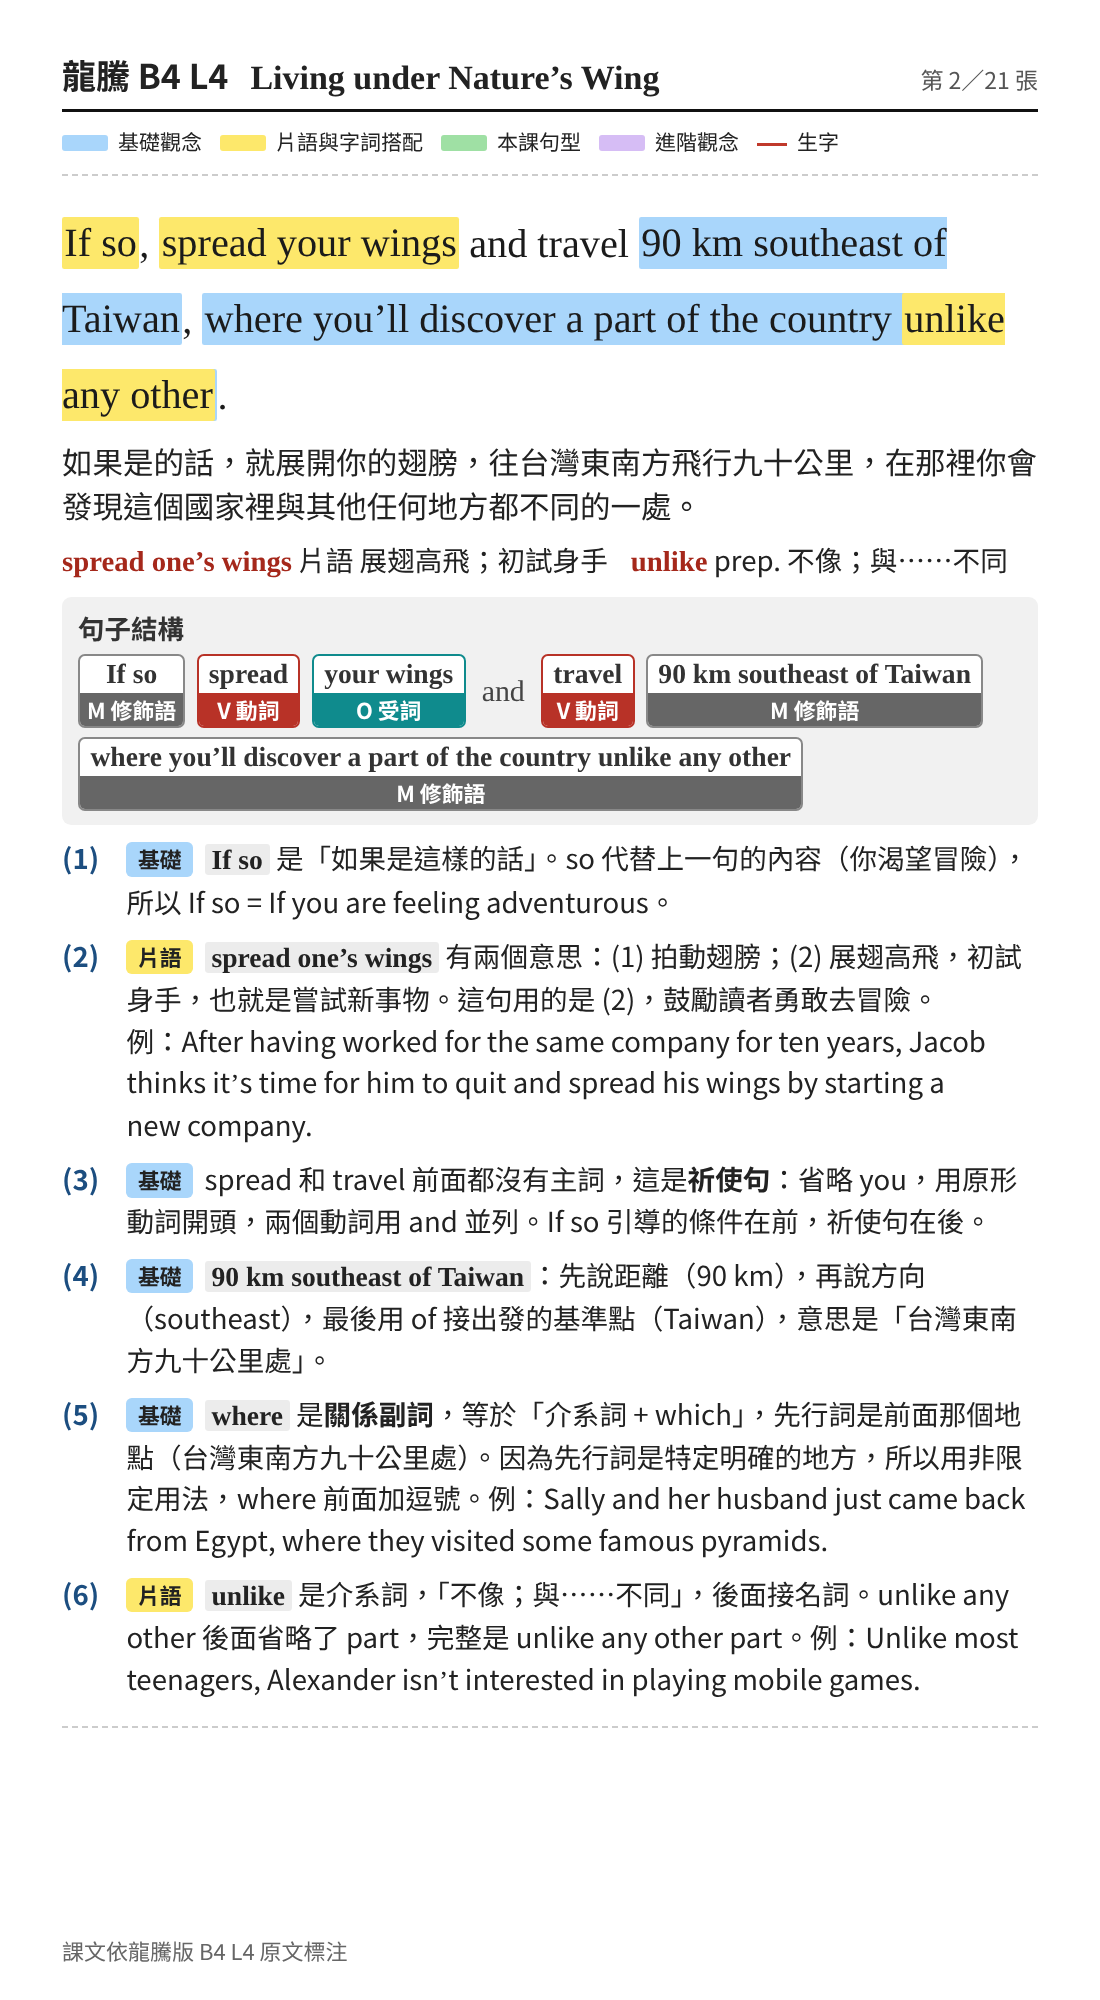 龍騰 B4 L4 Living under Nature’s Wing 第 2／21 張
基礎觀念 片語與字詞搭配 本課句型 進階觀念 生字
If so, spread your wings and travel 90 km southeast of
Taiwan, where you’ll discover a part of the country unlike
any other.
如果是的話，就展開你的翅膀，往台灣東南方飛行九十公里，在那裡你會
發現這個國家裡與其他任何地方都不同的一處。
spread one’s wings 片語 展翅高飛；初試身手 unlike prep. 不像；與⋯⋯不同
句子結構
If so spread your wings and travel 90 km southeast of Taiwan
M 修飾語 V 動詞 O 受詞 V 動詞 M 修飾語
where you’ll discover a part of the country unlike any other
M 修飾語
(1) 基礎 If so 是「如果是這樣的話」。so 代替上一句的內容（你渴望冒險），
所以 If so = If you are feeling adventurous。
(2) 片語 spread one’s wings 有兩個意思：(1) 拍動翅膀；(2) 展翅高飛，初試
身手，也就是嘗試新事物。這句用的是 (2)，鼓勵讀者勇敢去冒險。
例：After having worked for the same company for ten years, Jacob
thinks it’s time for him to quit and spread his wings by starting a
new company.
(3) 基礎 spread 和 travel 前面都沒有主詞，這是祈使句：省略 you，用原形
動詞開頭，兩個動詞用 and 並列。If so 引導的條件在前，祈使句在後。
(4) 基礎 90 km southeast of Taiwan：先說距離（90 km），再說方向
（southeast），最後用 of 接出發的基準點（Taiwan），意思是「台灣東南
方九十公里處」。
(5) 基礎 where 是關係副詞，等於「介系詞 + which」，先行詞是前面那個地
點（台灣東南方九十公里處）。因為先行詞是特定明確的地方，所以用非限
定用法，where 前面加逗號。例：Sally and her husband just came back
from Egypt, where they visited some famous pyramids.
(6) 片語 unlike 是介系詞，「不像；與⋯⋯不同」，後面接名詞。unlike any
other 後面省略了 part，完整是 unlike any other part。例：Unlike most
teenagers, Alexander isn’t interested in playing mobile games.
課文依龍騰版 B4 L4 原文標注